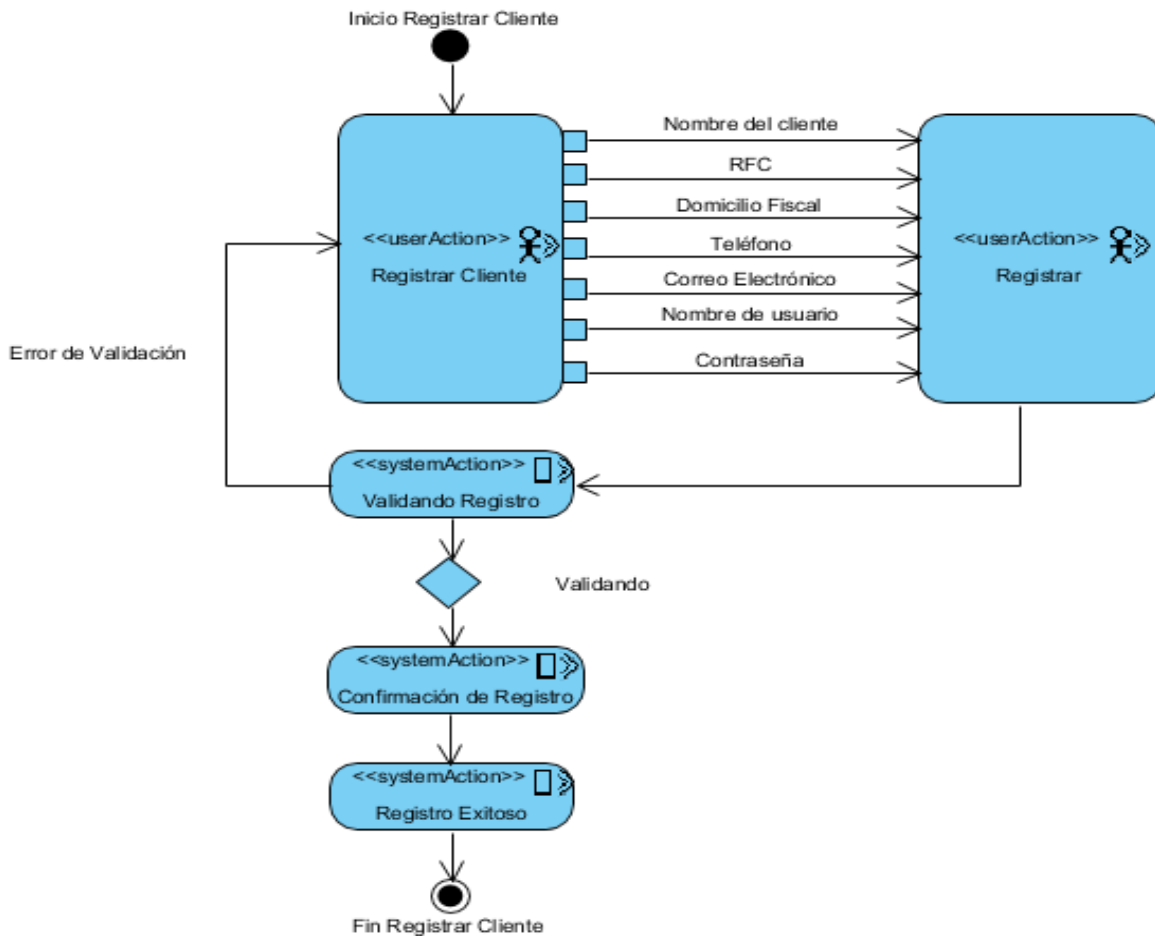 Inicio Registrar Cliente
Nombre del cliente
RFC
Domicilio Fiscal
<<userAction>>
Registrar Cliente
Teléfono
<<userAction>>
Registrar
Correo Electrónico
Nombre de usuario
Contraseña
Error de Validación
<<systemAction>>
Validando Registro
Validando
<<systemAction>>
Confirmación de Registro
<<systemAction>>
Registro Exitoso
Fin Registrar Cliente